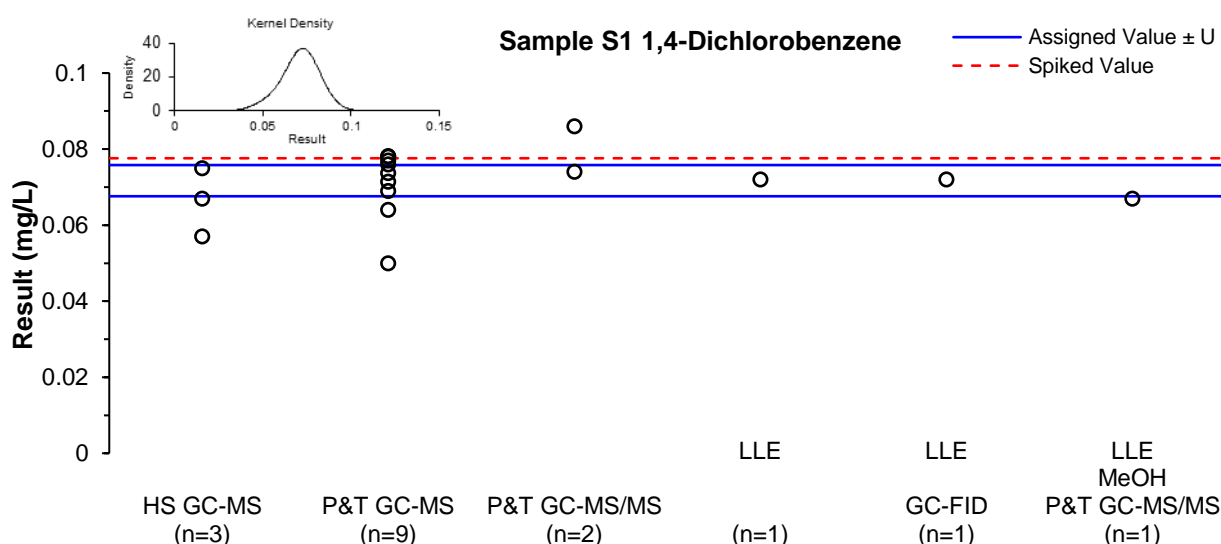 Kernel Density
Density
40
20
0
0
0.05
0.1
0.15
Result
Sample S1 1,4-Dichlorobenzene
Assigned Value ± U
Spiked Value
Result (mg/L)
0.1
0.08
0.06
0.04
0.02
0
HS GC-MS
(n=3)
P&T GC-MS
(n=9)
P&T GC-MS/MS
(n=2)
LLE
(n=1)
LLE
GC-FID
(n=1)
LLE
MeOH
P&T GC-MS/MS
(n=1)